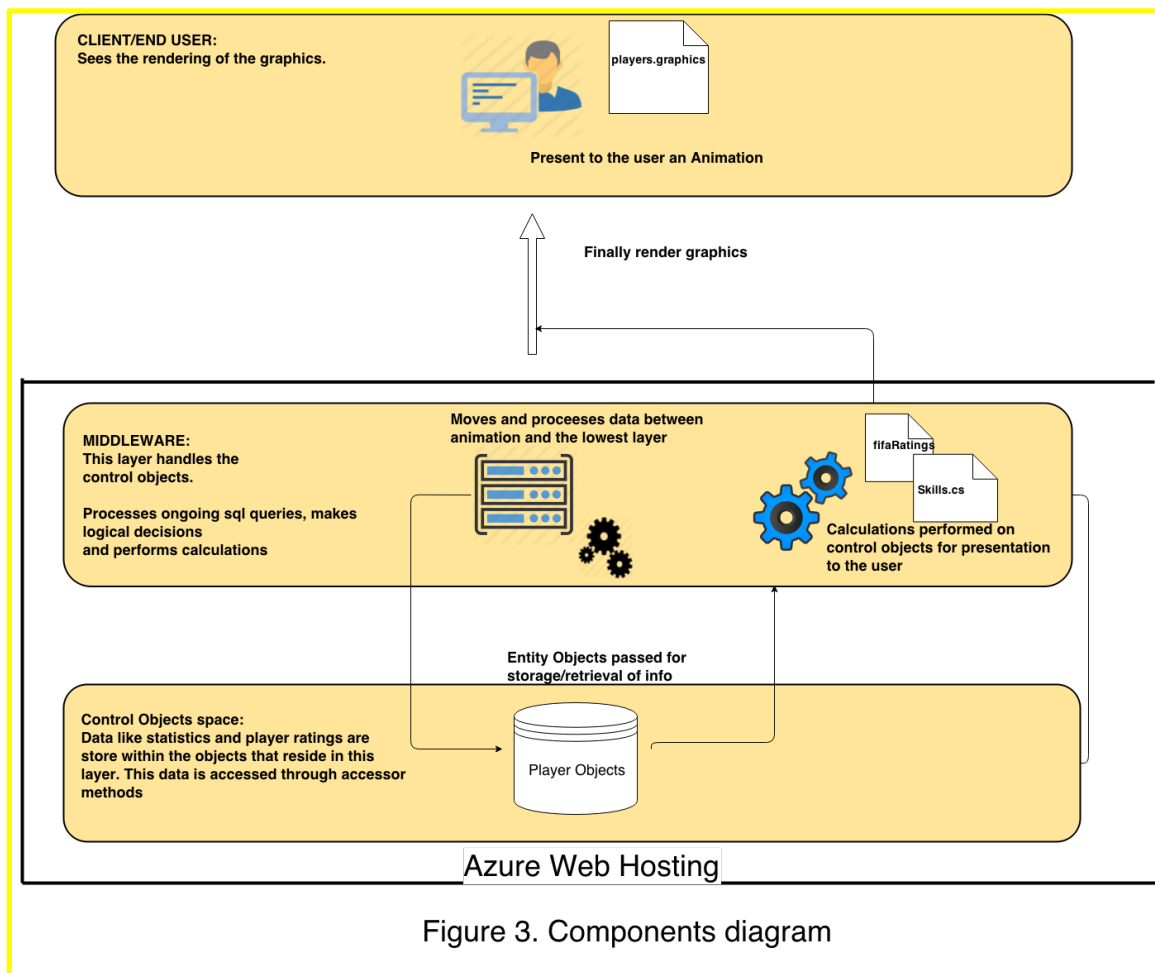 CLIENT/END USER:
Sees the rendering of the graphics.
players.graphics
Present to the user an Animation
Finally render graphics
MIDDLEWARE:
This layer handles the
control objects.
Processes ongoing sql queries, makes
logical decisions
and performs calculations
Moves and proceeses data between
animation and the lowest layer
fifaRatings
Skills.cs
Calculations performed on
control objects for presentation
to the user
Entity Objects passed for
storage/retrieval of info
Control Objects space:
Data like statistics and player ratings are
store within the objects that reside in this
layer. This data is accessed through accessor
methods
Player Objects
Azure Web Hosting
Figure 3. Components diagram